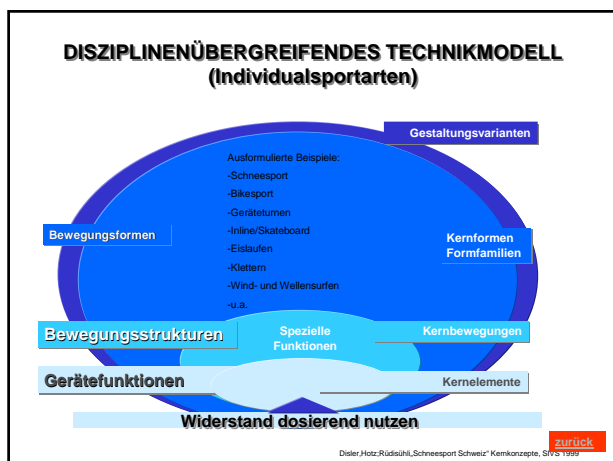 DISZIPLINENÜBERGREIFENDES TECHNIKMODELL
(Individualsportarten)
Gestaltungsvarianten
Ausformulierte Beispiele:
-Schneesport
-Bikesport
-Geräteturnen
-Inline/Skateboard
-Eislaufen
-Klettern
-Wind- und Wellensurfen
-u.a.
Bewegungsformen
Kernformen
Formfamilien
Bewegungsstrukturen
Spezielle
Funktionen
Kernbewegungen
Gerätefunktionen
Kernelemente
Widerstand dosierend nutzen
zurück
Disler,Hotz;Rüdisühli„Schneesport Schweiz" Kernkonzepte, SIVS 1999